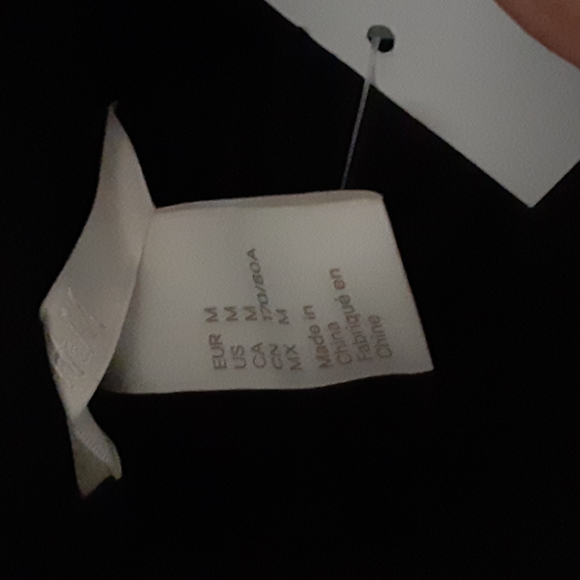 EUR M
US M
CA M
CN 170/80A
MX M
Made in
China
Fabriqué en
Chine